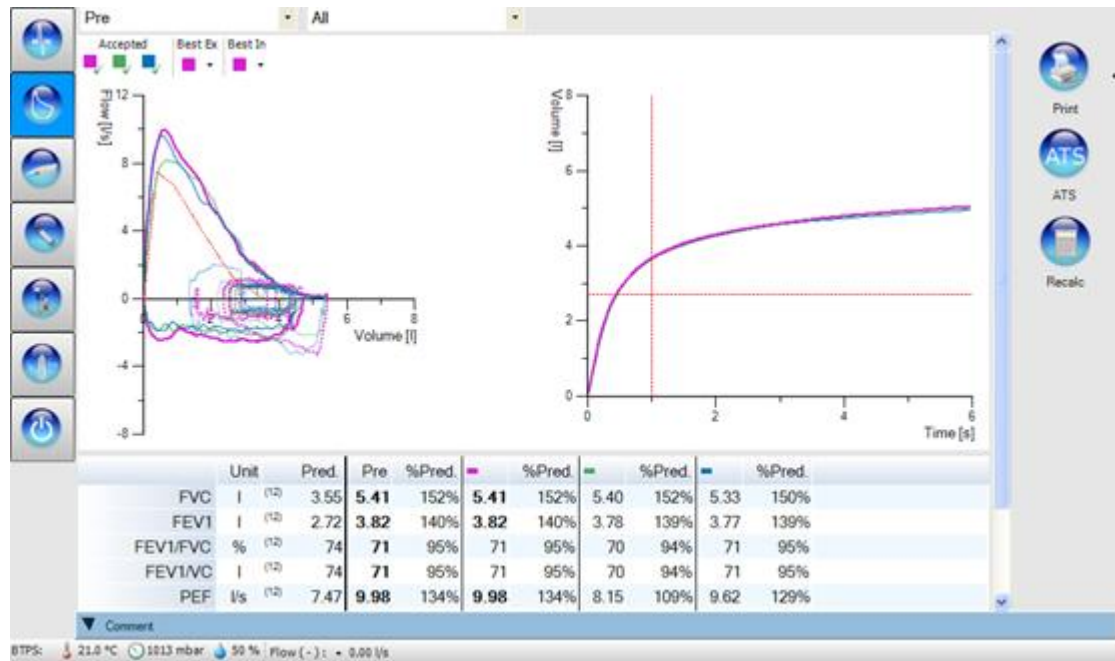 Pre All
Accepted Best Ex Best In
Flow [l/s]
12
8
4
0
-4
-8
2 4 6 8
Volume [l]
Volume [l]
8
6
4
2
0
0 2 4 6
Time [s]
Print
ATS
ATS
Recalc
Unit Pred. Pre %Pred. %Pred. %Pred. %Pred.
FVC l (12) 3.55 5.41 152% 5.41 152% 5.40 152% 5.33 150%
FEV1 l (12) 2.72 3.82 140% 3.82 140% 3.78 139% 3.77 139%
FEV1/FVC % (12) 74 71 95% 71 95% 70 94% 71 95%
FEV1/VC l (12) 74 71 95% 71 95% 70 94% 71 95%
PEF l/s (12) 7.47 9.98 134% 9.98 134% 8.15 109% 9.62 129%
Comment
BTPS: 21.0 °C 1013 mbar 50 % Flow ( - ) : 0.00 l/s